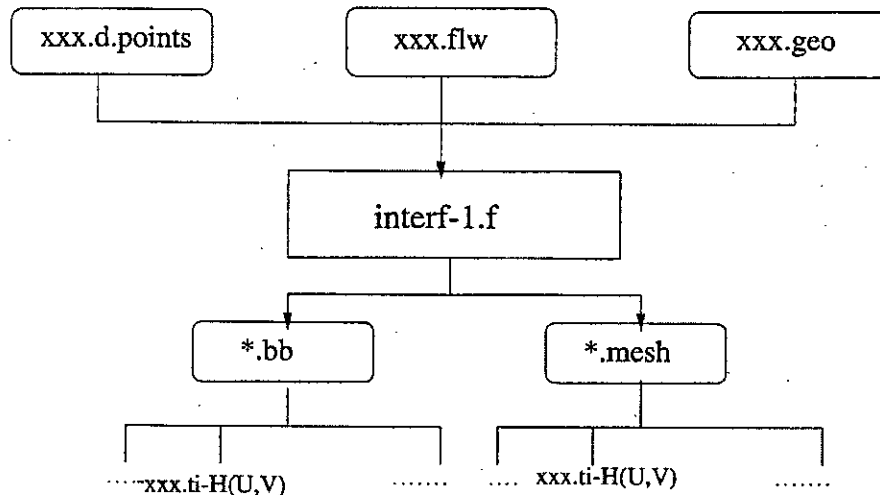 xxx.d.points
xxx.flw
xxx.geo
interf-1.f
*.bb
*.mesh
......xxx.ti-H(U,V) ....... ..... xxx.ti-H(U,V) .......